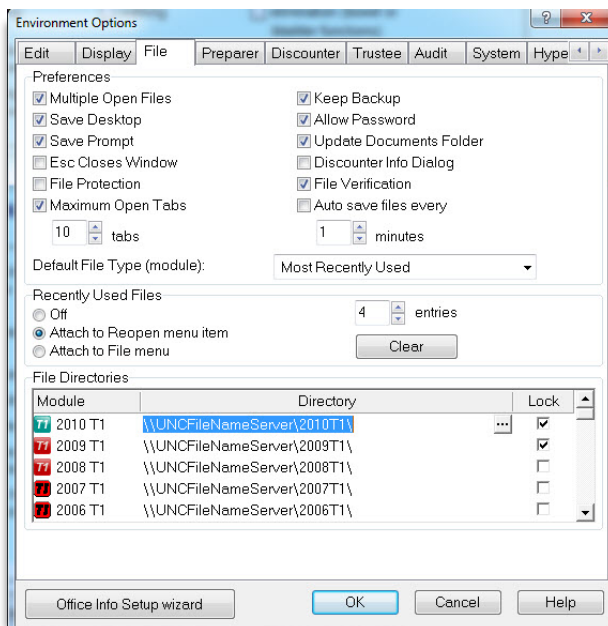 Environment Options
Edit Display File Preparer Discounter Trustee Audit System Hype
Preferences
Multiple Open Files Keep Backup
Save Desktop Allow Password
Save Prompt Update Documents Folder
Esc Closes Window Discounter Info Dialog
File Protection File Verification
Maximum Open Tabs Auto save files every
10 tabs 1 minutes
Default File Type (module): Most Recently Used
Recently Used Files
Off 4 entries
Attach to Reopen menu item
Attach to File menu Clear
File Directories
Module Directory Lock
T1 2010 T1 \\UNCFileNameServer\2010T1\ ...
T1 2009 T1 \\UNCFileNameServer\2009T1\
T1 2008 T1 \\UNCFileNameServer\2008T1\
T1 2007 T1 \\UNCFileNameServer\2007T1\
T1 2006 T1 \\UNCFileNameServer\2006T1\
Office Info Setup wizard OK Cancel Help